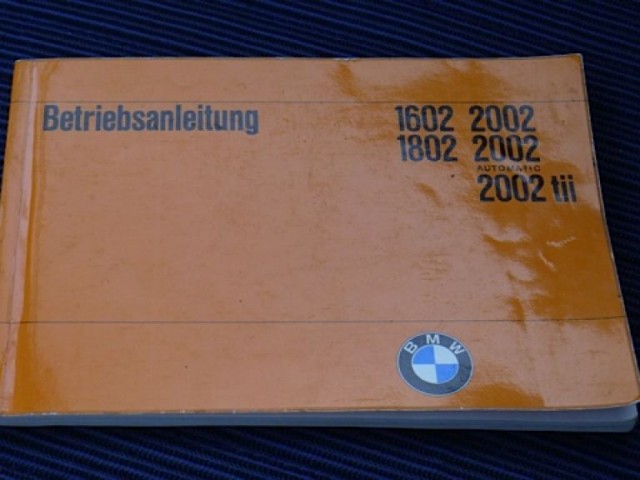 Betriebsanleitung
1602 2002
1802 2002
AUTOMATIC
2002 tii
BMW